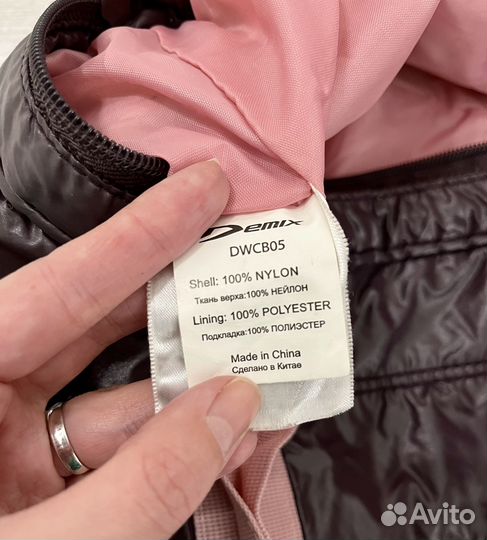 Demix
DWCB05
Shell: 100% NYLON
Ткань верха:100% НЕЙЛОН
Lining: 100% POLYESTER
Подкладка:100% ПОЛИЭСТЕР
Made in China
Сделано в Китае
Avito